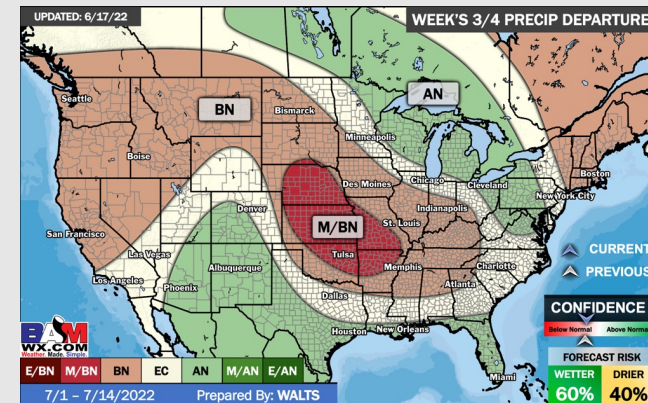 UPDATED: 6/17/22
WEEK'S 3/4 PRECIP DEPARTURE
Seattle
BN
Bismarck
AN
Minneapolis
Boise
Boston
Des Moines
Chicago
Cleveland
New York City
Denver
Indianapolis
San Francisco
M/BN
St. Louis
Las Vegas
Tulsa
CURRENT
Los Angeles
Albuquerque
Memphis
Charlotte
PREVIOUS
Phoenix
Atlanta
Dallas
CONFIDENCE
Houston
New Orleans
Below Normal
Above Norma
BAM
WX.COM
Weather. Made. Simple.
FORECAST RISK
E/BN M/BN BN EC AN M/AN E/AN
WETTER DRIER
Miami
60% 40%
7/1 – 7/14/2022 Prepared By: WALTS